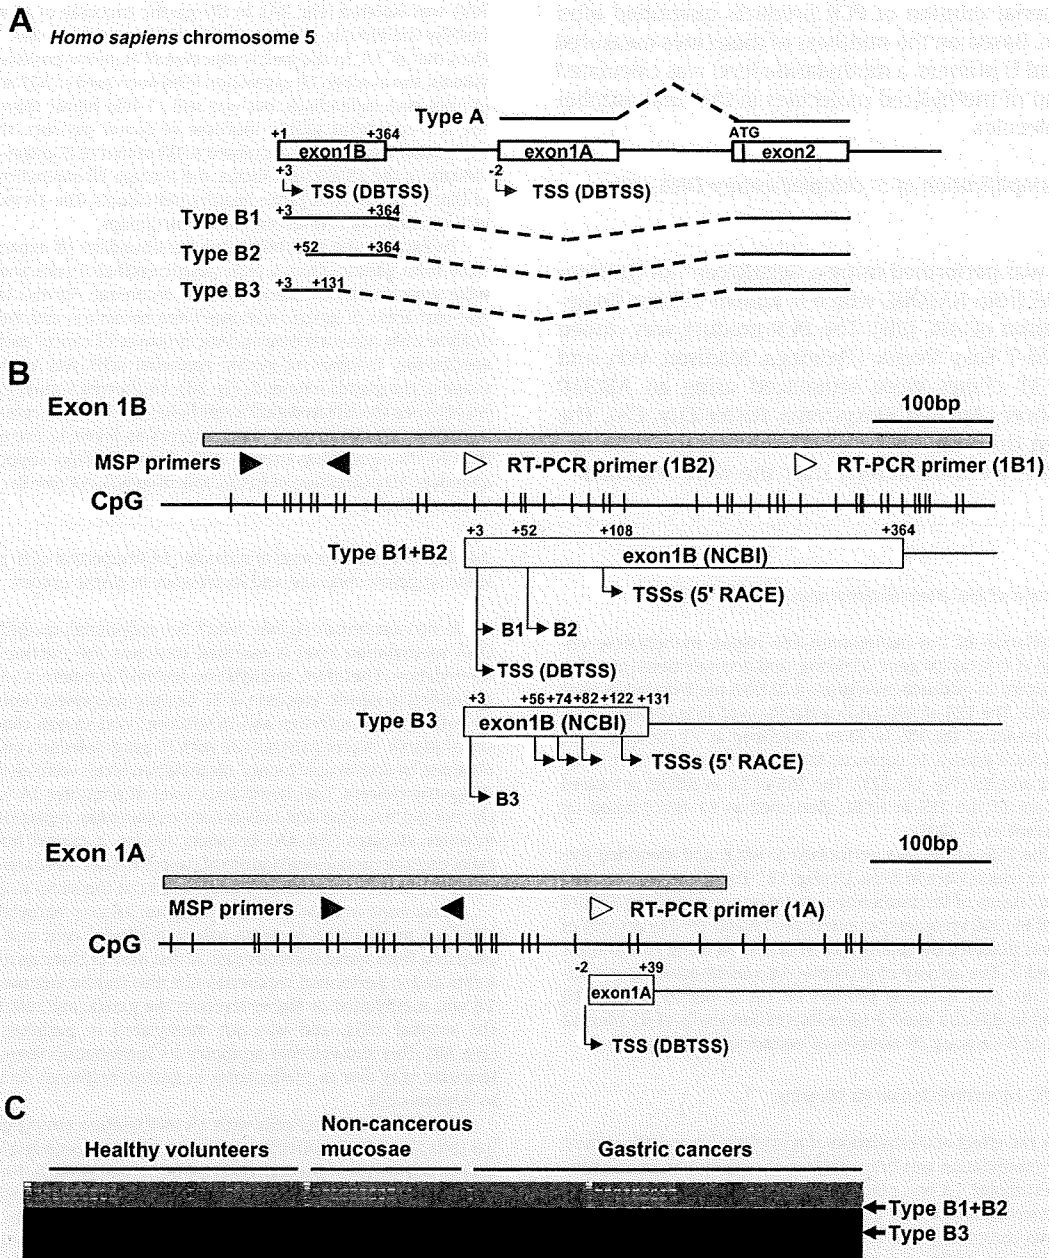 A
Homo sapiens chromosome 5
Type A
+1 +364 ATG
exon1B exon1A exon2
+3 -2
TSS (DBTSS) TSS (DBTSS)
Type B1 +3 +364
Type B2 +52 +364
Type B3 +3 +131
B
Exon 1B 100bp
MSP primers RT-PCR primer (1B2) RT-PCR primer (1B1)
CpG
+3 +52 +108 +364
Type B1+B2 exon1B (NCBI)
TSSs (5' RACE)
B1 B2
TSS (DBTSS)
+3 +56 +74 +82 +122 +131
Type B3 exon1B (NCBI)
TSSs (5' RACE)
B3
Exon 1A 100bp
MSP primers RT-PCR primer (1A)
CpG
-2 +39
exon1A
TSS (DBTSS)
C
Healthy volunteers Non-cancerous mucosae Gastric cancers
Type B1+B2
Type B3